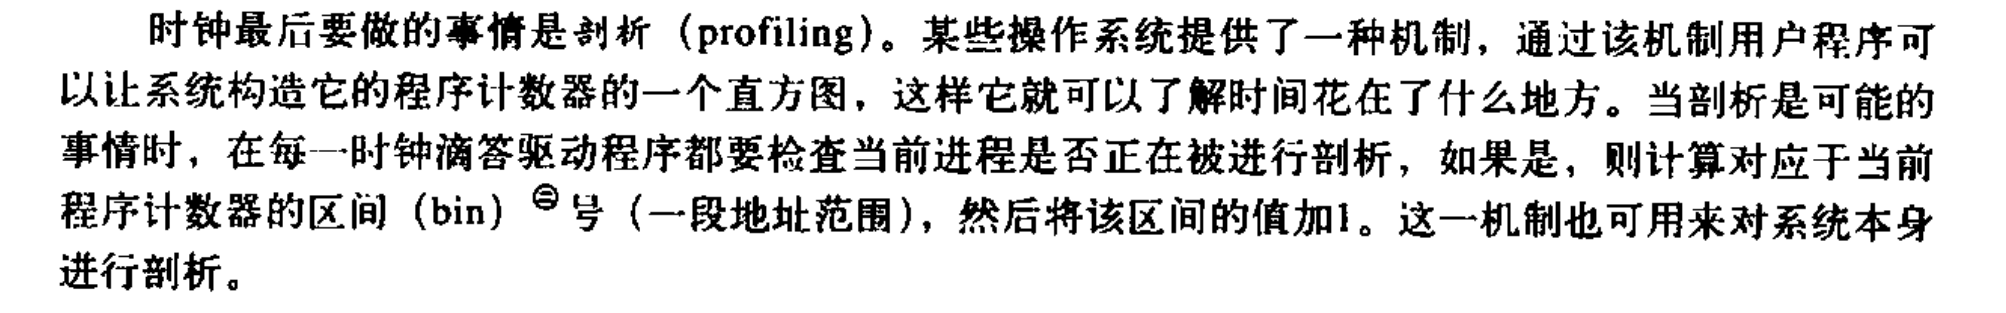 时钟最后要做的事情是剖析（profiling）。某些操作系统提供了一种机制，通过该机制用户程序可
以让系统构造它的程序计数器的一个直方图，这样它就可以了解时间花在了什么地方。当剖析是可能的
事情时，在每一时钟滴答驱动程序都要检查当前进程是否正在被进行剖析，如果是，则计算对应于当前
程序计数器的区间（bin）㊁号（一段地址范围），然后将该区间的值加1。这一机制也可用来对系统本身
进行剖析。